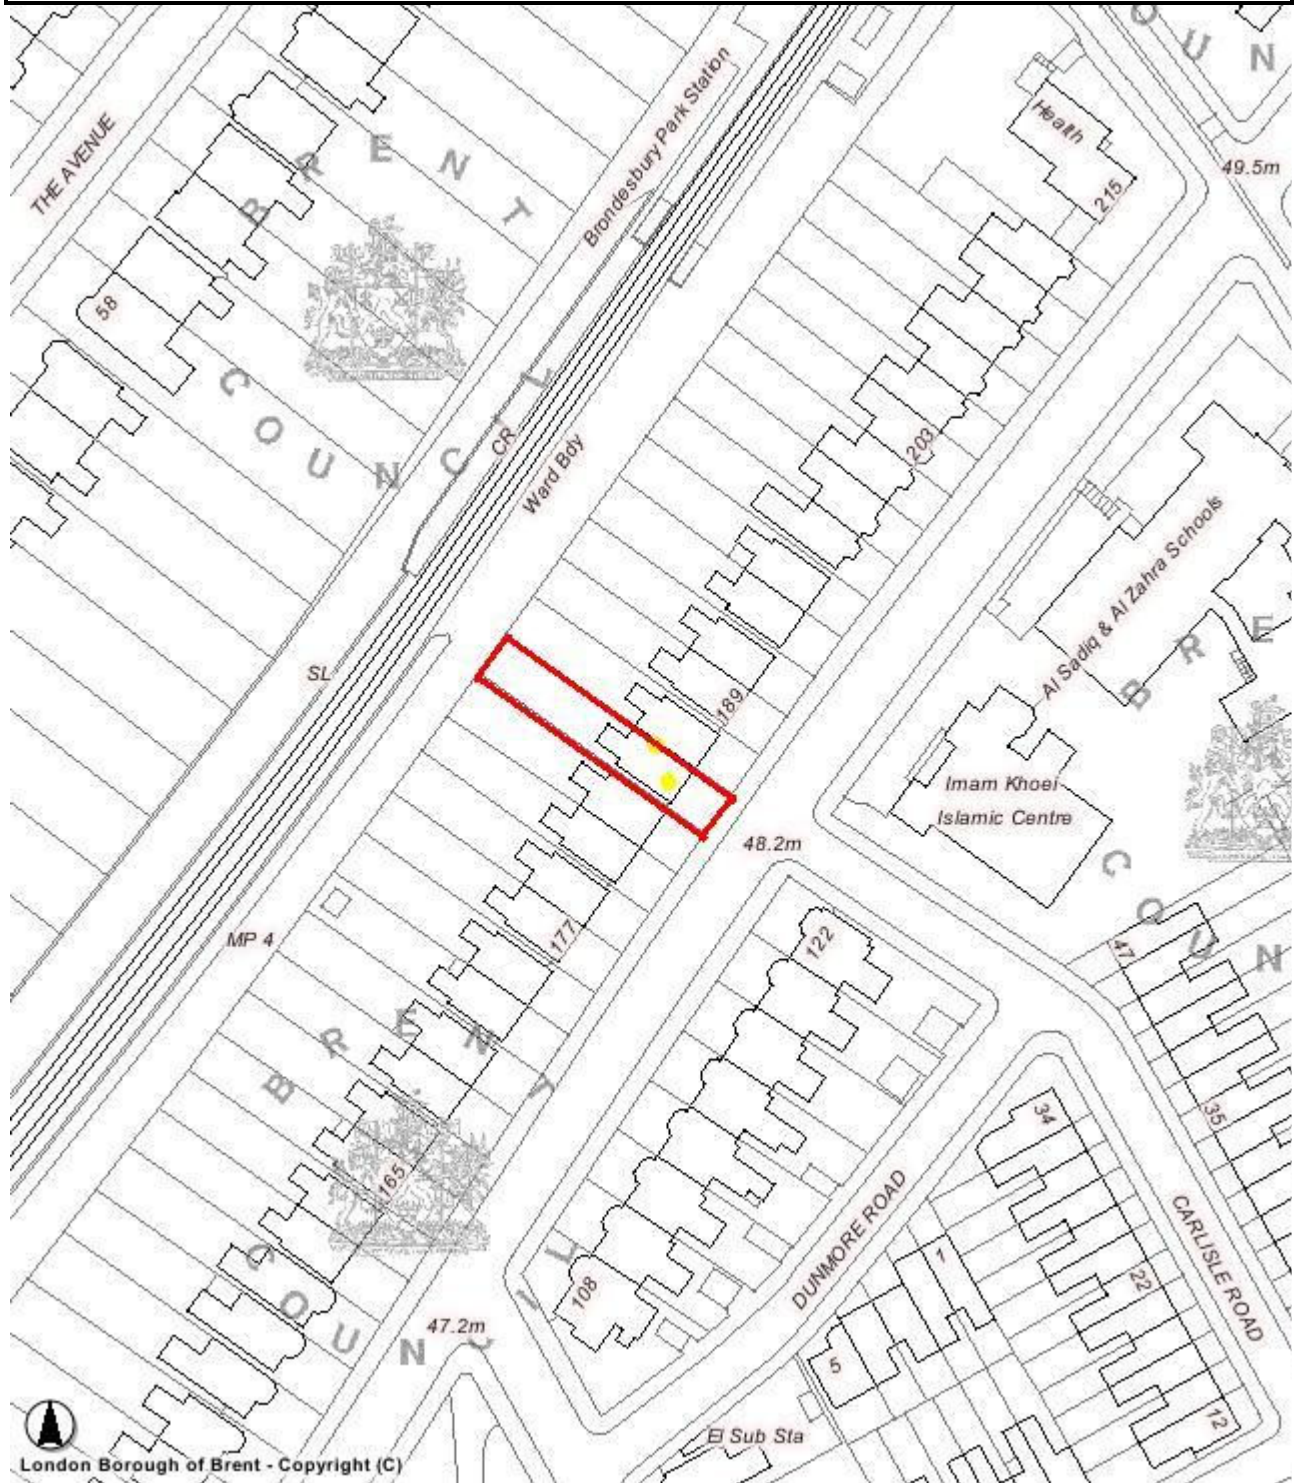 THE AVENUE
BRENT
COUNCIL
Brondesbury Park Station
OUN
Health
49.5m
215
58
CR
Ward Bdy
203
Al Sadiq & Al Zahra Schools
BRE
SL
189
Imam Khoei
Islamic Centre
48.2m
COUN
MP 4
177
122
47
BRENT
COUNCIL
165
34
35
DUNMORE ROAD
CARLISLE ROAD
1
22
108
47.2m
5
12
El Sub Sta
London Borough of Brent - Copyright (C)